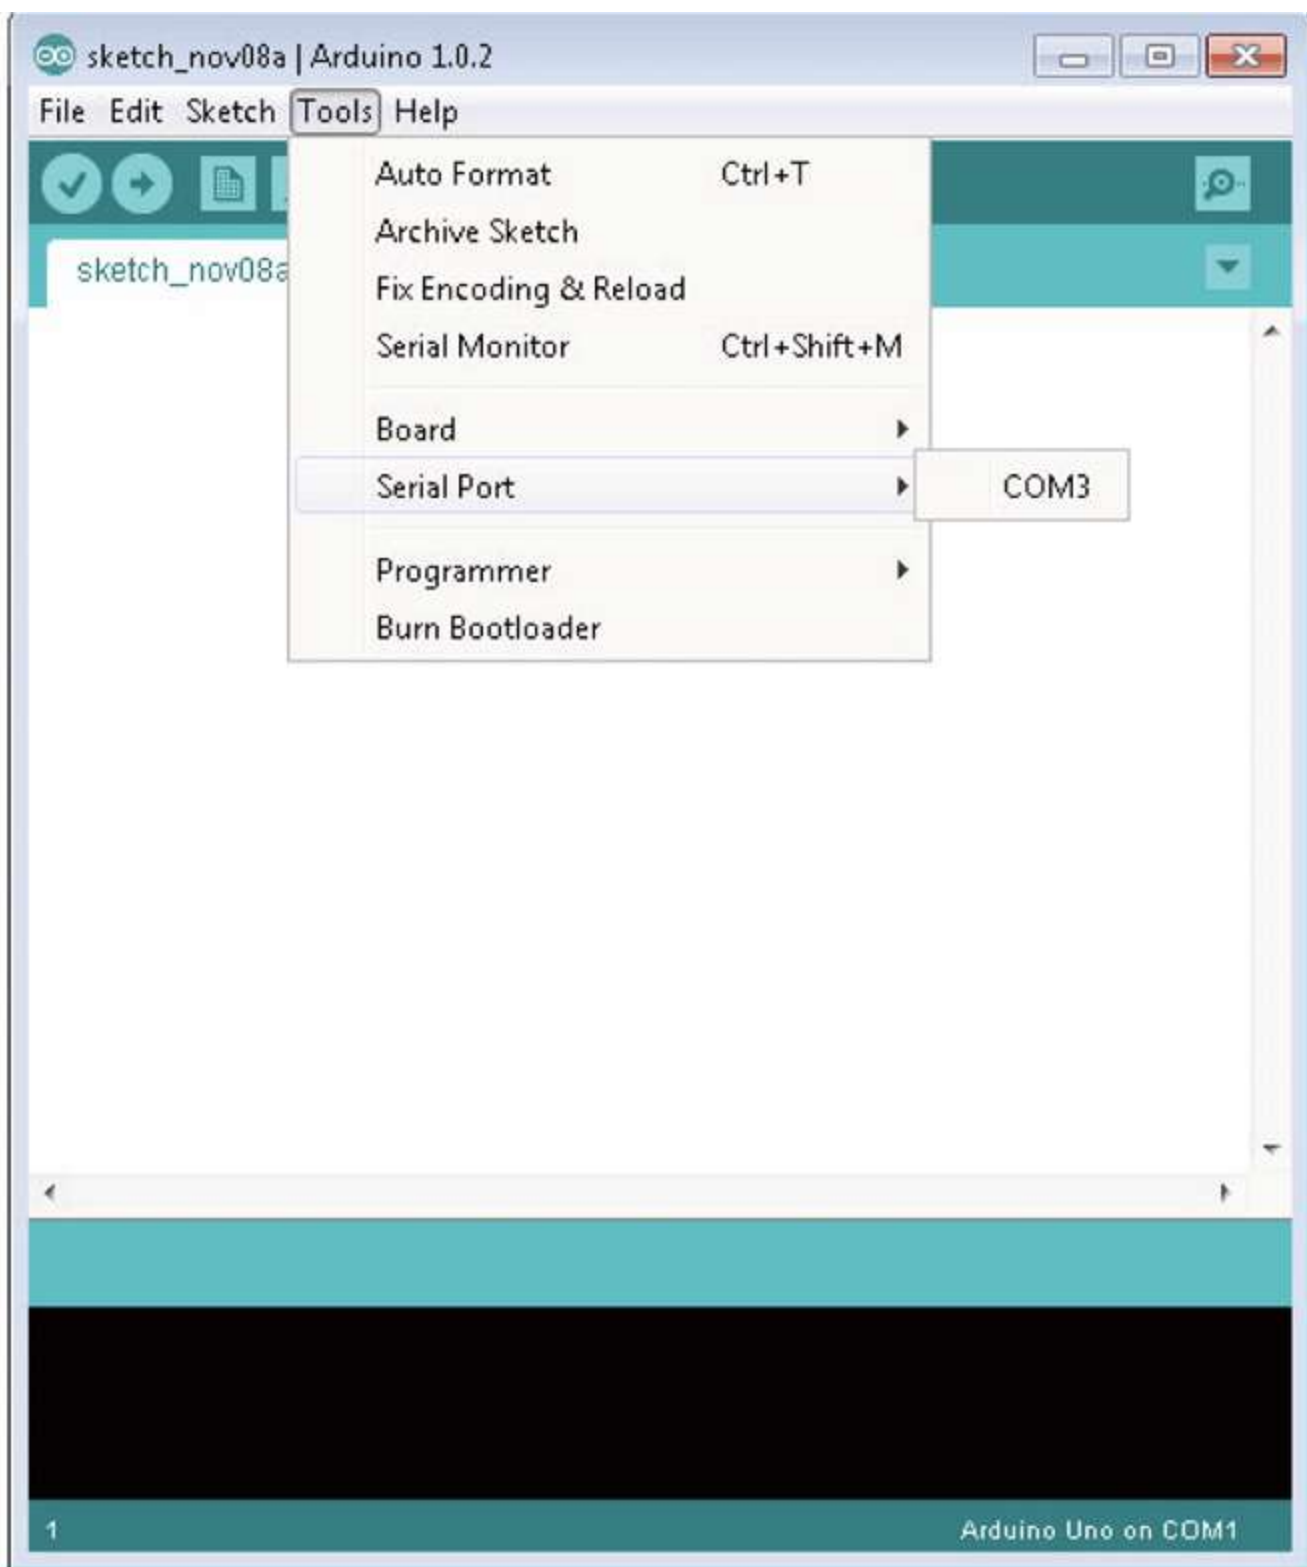 sketch_nov08a | Arduino 1.0.2
File Edit Sketch Tools Help
Auto Format Ctrl+T
Archive Sketch
sketch_nov08a
Fix Encoding & Reload
Serial Monitor Ctrl+Shift+M
Board
Serial Port COM3
Programmer
Burn Bootloader
1 Arduino Uno on COM1